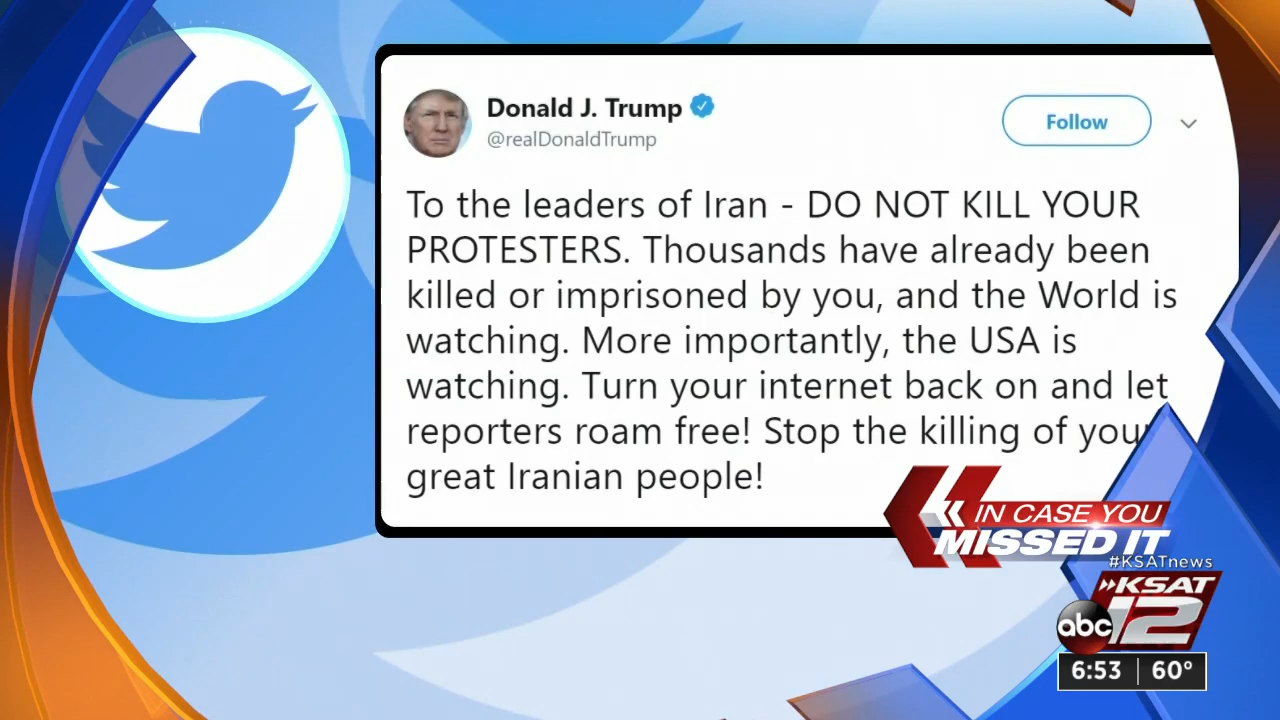 Donald J. Trump
@realDonaldTrump
Follow
To the leaders of Iran - DO NOT KILL YOUR
PROTESTERS. Thousands have already been
killed or imprisoned by you, and the World is
watching. More importantly, the USA is
watching. Turn your internet back on and let
reporters roam free! Stop the killing of your
great Iranian people!
IN CASE YOU
MISSED IT
#KSATnews
KSAT
abc 12
6:53 60°